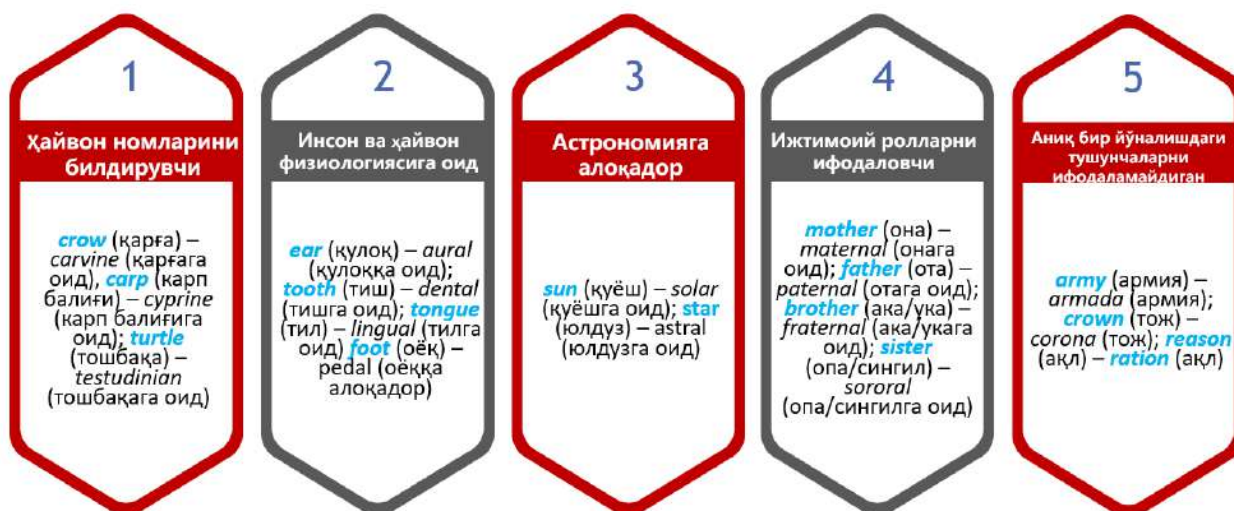 1
Ҳайвон номларини
билдирувчи
crow (қарға) –
carvine (қарғага
оид), carp (карп
балиғи) – cyprine
(карп балиғига
оид); turtle
(тошбақа) –
testudinian
(тошбақага оид)
2
Инсон ва ҳайвон
физиологиясига оид
ear (қулоқ) – aural
(қулоққа оид);
tooth (тиш) – dental
(тишга оид); tongue
(тил) – lingual (тилга
оид) foot (оёқ) –
pedal (оёққа
алоқадор)
3
Астрономияга
алоқадор
sun (қуёш) – solar
(қуёшга оид); star
(юлдуз) – astral
(юлдузга оид)
4
Ижтимоий ролларни
ифодаловчи
mother (она) –
maternal (онага
оид); father (ота) –
paternal (отага оид);
brother (ака/ука) –
fraternal (ака/укага
оид); sister
(опа/сингил) –
sororal
(опа/сингилга оид)
5
Аниқ бир йўналишдаги
тушунчаларни
ифодаламайдиган
army (армия) –
armada (армия);
crown (тож) –
corona (тож); reason
(ақл) – ration (ақл)